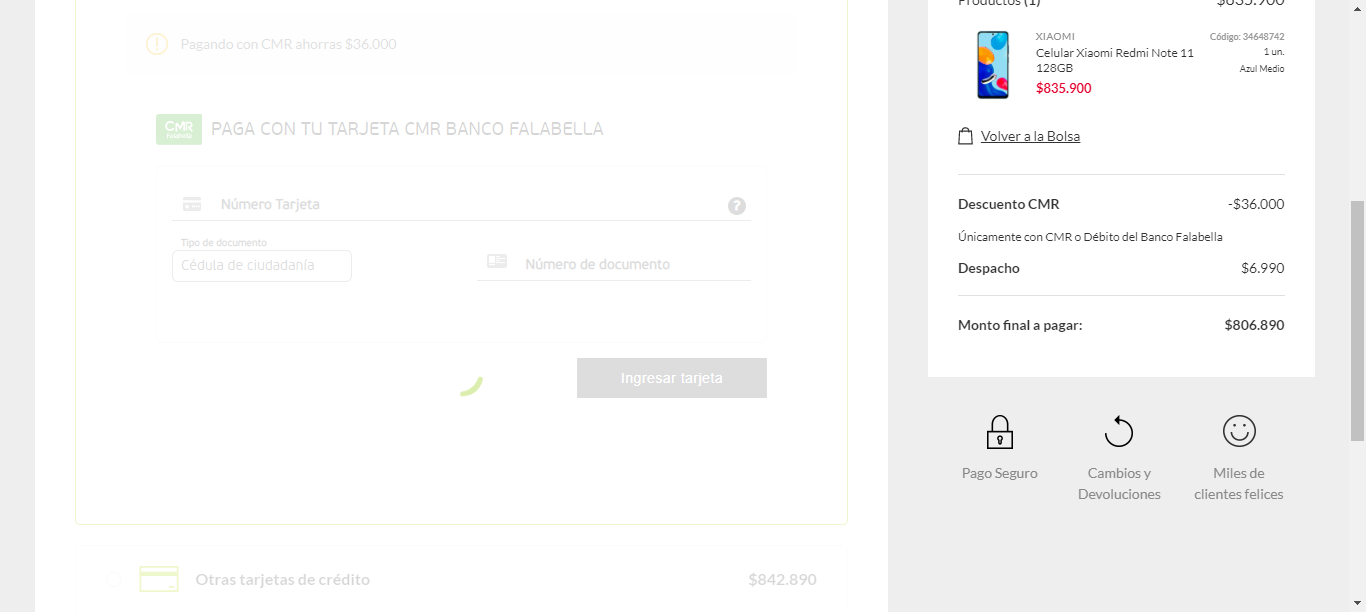 Pagando con CMR ahorras $36.000
CMR
falabella
PAGA CON TU TARJETA CMR BANCO FALABELLA
Número Tarjeta
?
Tipo de documento
Cédula de ciudadanía
Número de documento
Ingresar tarjeta
Otras tarjetas de crédito $842.890
Productos (1) $835.900
XIAOMI Código: 34648742
Celular Xiaomi Redmi Note 11 1 un.
128GB Azul Medio
$835.900
Volver a la Bolsa
Descuento CMR -$36.000
Únicamente con CMR o Débito del Banco Falabella
Despacho $6.990
Monto final a pagar: $806.890
Pago Seguro
Cambios y
Devoluciones
Miles de
clientes felices